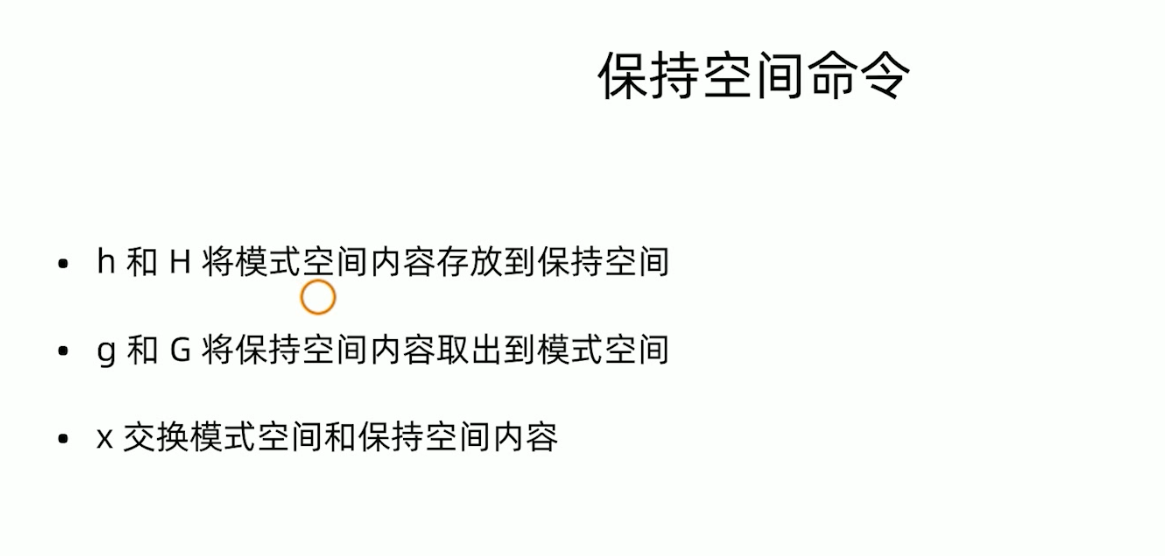 保持空间命令
• h 和 H 将模式空间内容存放到保持空间
• g 和 G 将保持空间内容取出到模式空间
• x 交换模式空间和保持空间内容